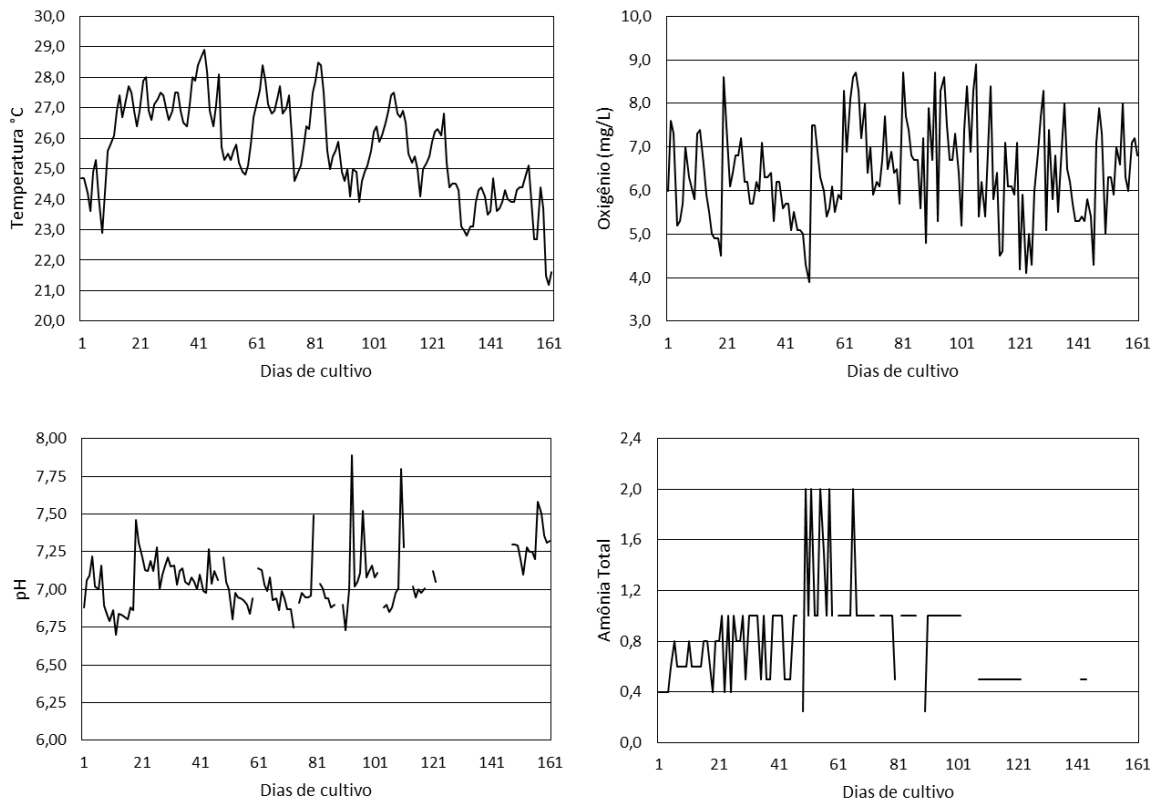 Temperatura °C
30,0
29,0
28,0
27,0
26,0
25,0
24,0
23,0
22,0
21,0
20,0
1 21 41 61 81 101 121 141 161
Dias de cultivo
Oxigênio (mg/L)
10,0
9,0
8,0
7,0
6,0
5,0
4,0
3,0
1 21 41 61 81 101 121 141 161
Dias de cultivo
pH
8,00
7,75
7,50
7,25
7,00
6,75
6,50
6,25
6,00
1 21 41 61 81 101 121 141 161
Dias de cultivo
Amônia Total
2,4
2,0
1,6
1,2
0,8
0,4
0,0
1 21 41 61 81 101 121 141 161
Dias de cultivo